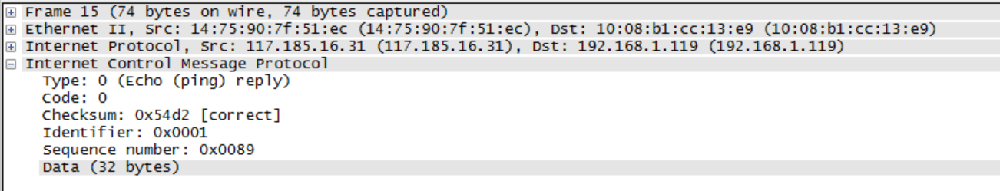 Frame 15 (74 bytes on wire, 74 bytes captured)
Ethernet II, Src: 14:75:90:7f:51:ec (14:75:90:7f:51:ec), Dst: 10:08:b1:cc:13:e9 (10:08:b1:cc:13:e9)
Internet Protocol, Src: 117.185.16.31 (117.185.16.31), Dst: 192.168.1.119 (192.168.1.119)
Internet Control Message Protocol
Type: 0 (Echo (ping) reply)
Code: 0
Checksum: 0x54d2 [correct]
Identifier: 0x0001
Sequence number: 0x0089
Data (32 bytes)